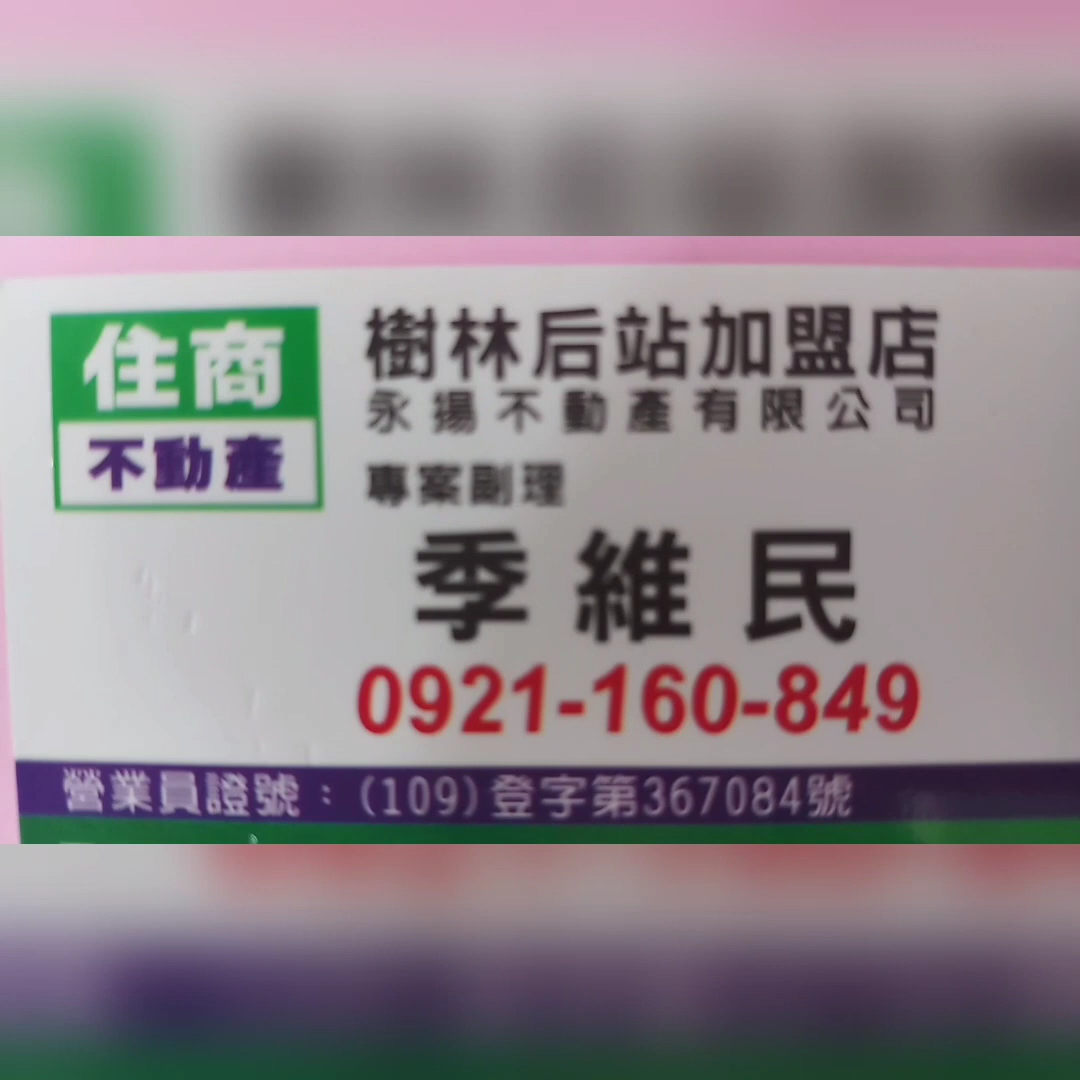 住商
不動產
樹林后站加盟店
永揚不動產有限公司
專案副理
季維民
0921-160-849
營業員證號：(109)登字第367084號